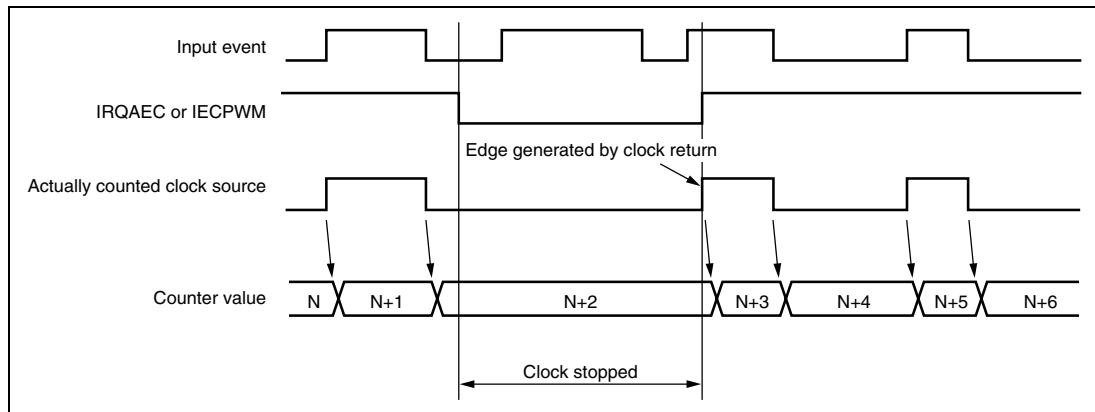 Input event
IRQAEC or IECPWM
Edge generated by clock return
Actually counted clock source
Counter value
N
N+1
N+2
N+3
N+4
N+5
N+6
Clock stopped